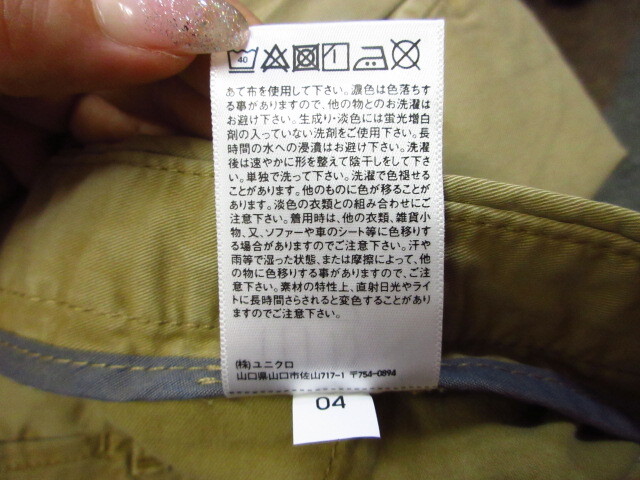 40
あて布を使用して下さい。濃色は色落ちす
る事がありますので、他の物とのお洗濯は
お避け下さい。生成り・淡色には蛍光増白
剤の入っていない洗剤をご使用下さい。長
時間の水への浸漬はお避け下さい。洗濯
後は速やかに形を整えて陰干しをして下さ
い。単独で洗って下さい。洗濯で色褪せる
ことがあります。他のものに色が移ることが
あります。淡色の衣類との組み合わせにご
注意下さい。着用時は、他の衣類、雑貨小
物、又、ソファーや車のシート等に色移りす
る場合がありますのでご注意下さい。汗や
雨等で湿った状態、または摩擦によって、他
の物に色移りする事がありますので、ご注
意下さい。素材の特性上、直射日光やライ
トに長時間さらされると変色することがあり
ますのでご注意下さい。
(株)ユニクロ
山口県山口市佐山717-1 〒754-0894
04